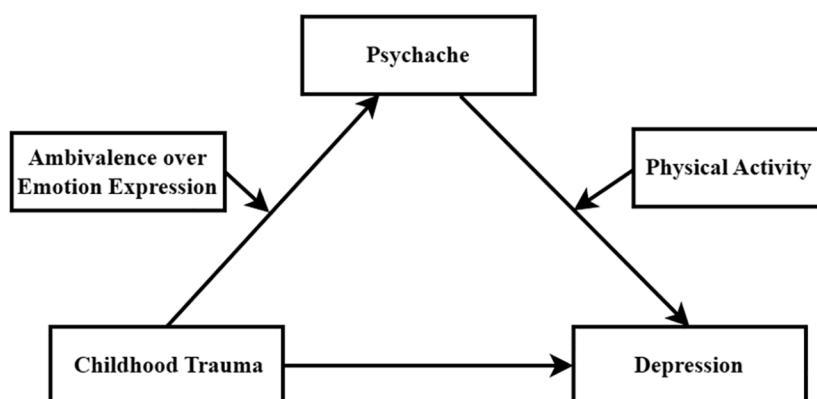 Psychache
Ambivalence over
Emotion Expression
Physical Activity
Childhood Trauma
Depression